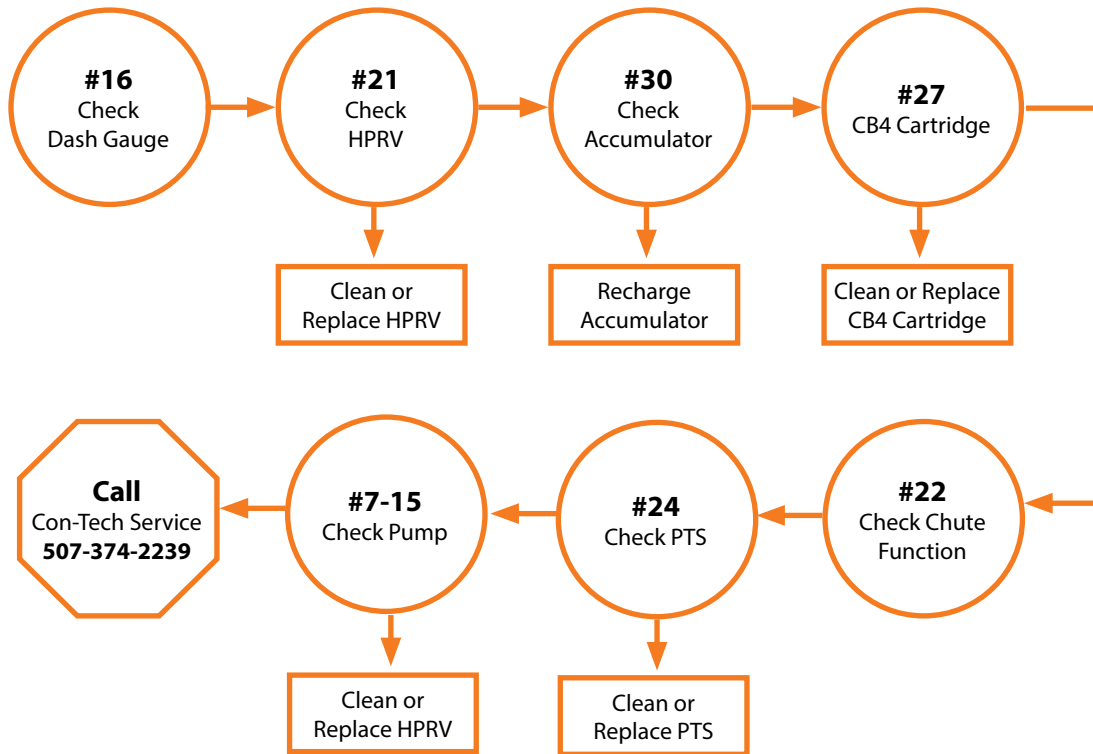 #16
Check
Dash Gauge
#21
Check
HPRV
#30
Check
Accumulator
#27
CB4 Cartridge
Clean or
Replace HPRV
Recharge
Accumulator
Clean or Replace
CB4 Cartridge
#22
Check Chute
Function
#24
Check PTS
#7-15
Check Pump
Call
Con-Tech Service
507-374-2239
Clean or
Replace PTS
Clean or
Replace HPRV